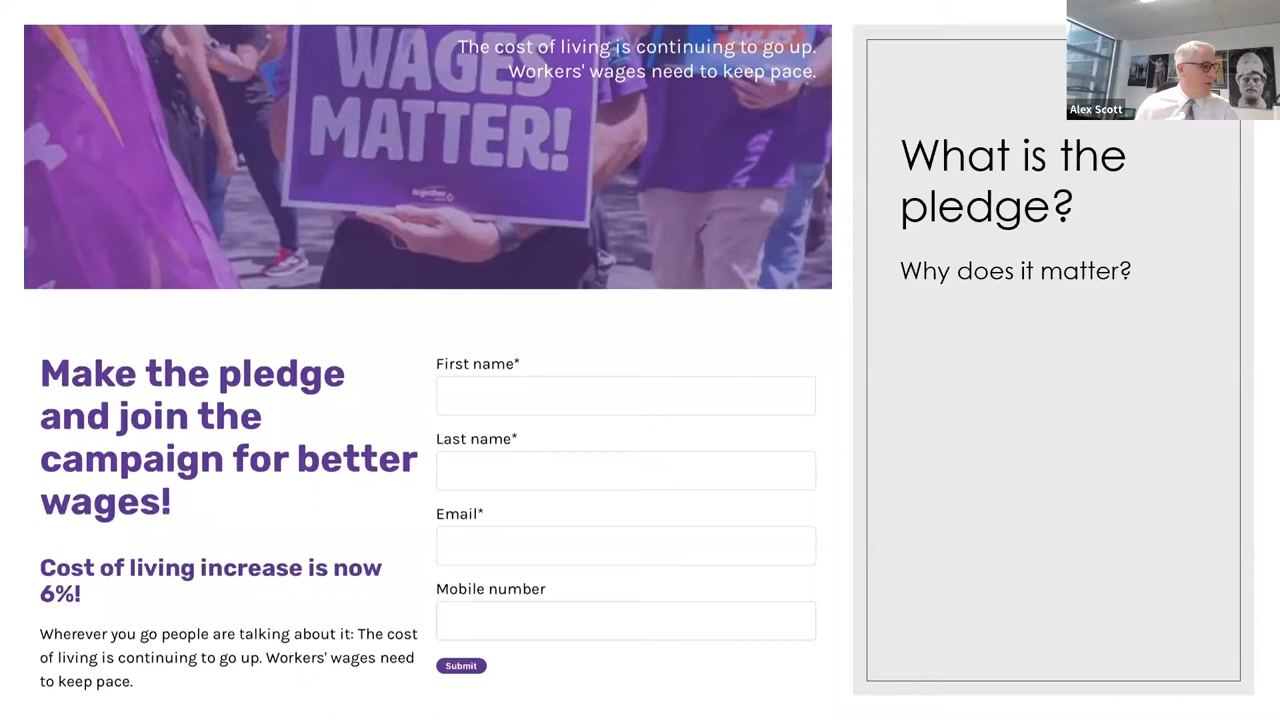 The cost of living is continuing to go up.
Workers' wages need to keep pace.
WAGES
MATTER!
together
Alex Scott
What is the
pledge?
Why does it matter?
Make the pledge
and join the
campaign for better
wages!
Cost of living increase is now
6%!
Wherever you go people are talking about it: The cost
of living is continuing to go up. Workers' wages need
to keep pace.
First name*
Last name*
Email*
Mobile number
Submit